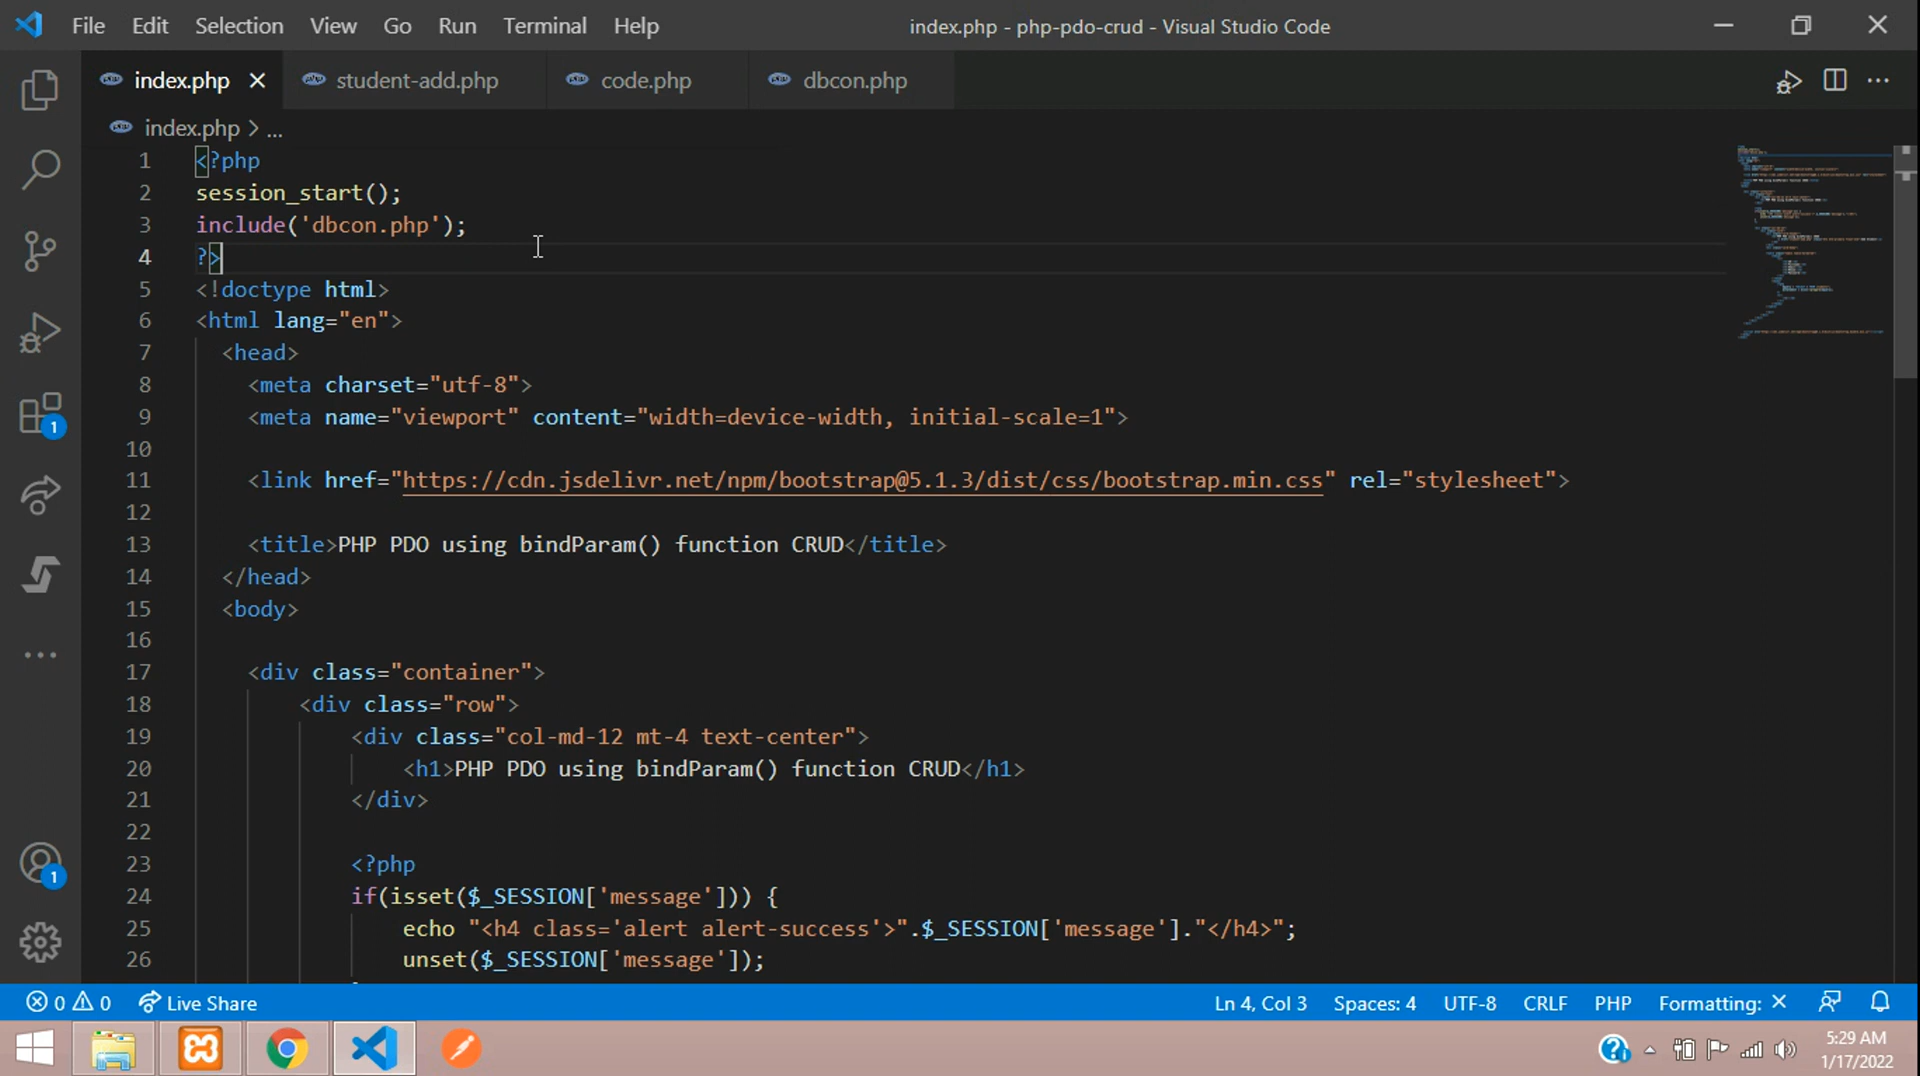 File Edit Selection View Go Run Terminal Help index.php - php-pdo-crud - Visual Studio Code
index.php student-add.php code.php dbcon.php
index.php > ...
1 <?php
2 session_start();
3 include('dbcon.php');
4 ?>
5 <!doctype html>
6 <html lang="en">
7 <head>
8 <meta charset="utf-8">
9 <meta name="viewport" content="width=device-width, initial-scale=1">
10
11 <link href="https://cdn.jsdelivr.net/npm/bootstrap@5.1.3/dist/css/bootstrap.min.css" rel="stylesheet">
12
13 <title>PHP PDO using bindParam() function CRUD</title>
14 </head>
15 <body>
16
17 <div class="container">
18 <div class="row">
19 <div class="col-md-12 mt-4 text-center">
20 <h1>PHP PDO using bindParam() function CRUD</h1>
21 </div>
22
23 <?php
24 if(isset($_SESSION['message'])) {
25 echo "<h4 class='alert alert-success'>".$_SESSION['message']."</h4>";
26 unset($_SESSION['message']);
1
1
0 0 Live Share Ln 4, Col 3 Spaces: 4 UTF-8 CRLF PHP Formatting: ×
5:29 AM
1/17/2022